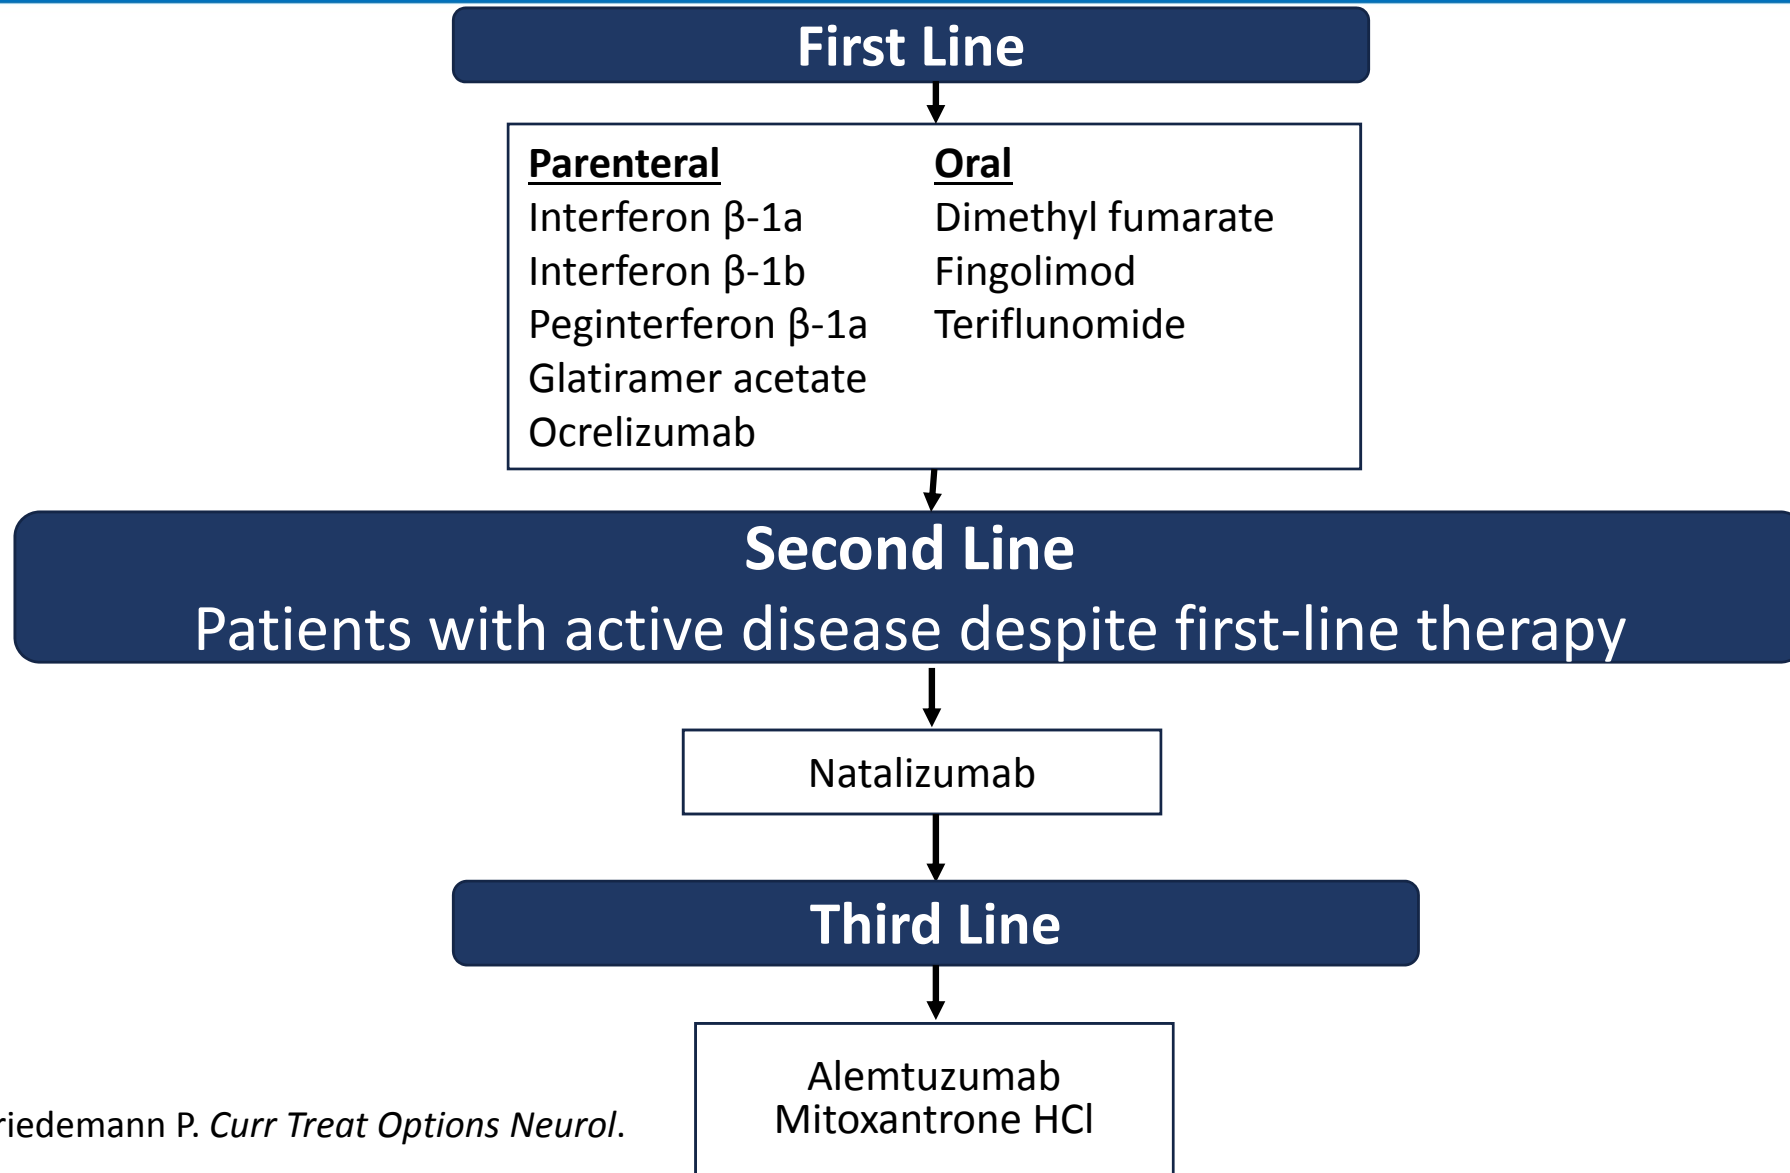 First Line
Parenteral
Interferon β-1a
Interferon β-1b
Peginterferon β-1a
Glatiramer acetate
Ocrelizumab
Oral
Dimethyl fumarate
Fingolimod
Teriflunomide
Second Line
Patients with active disease despite first-line therapy
Natalizumab
Third Line
Alemtuzumab
Mitoxantrone HCl
riedemann P. Curr Treat Options Neurol.